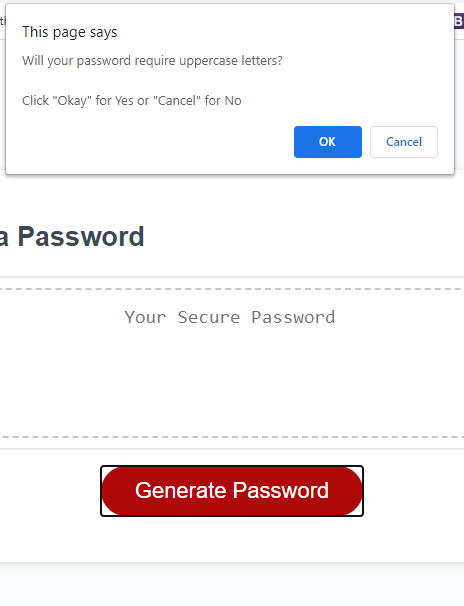 This page says
Will your password require uppercase letters?
Click "Okay" for Yes or "Cancel" for No
OK
Cancel
a Password
Your Secure Password
Generate Password